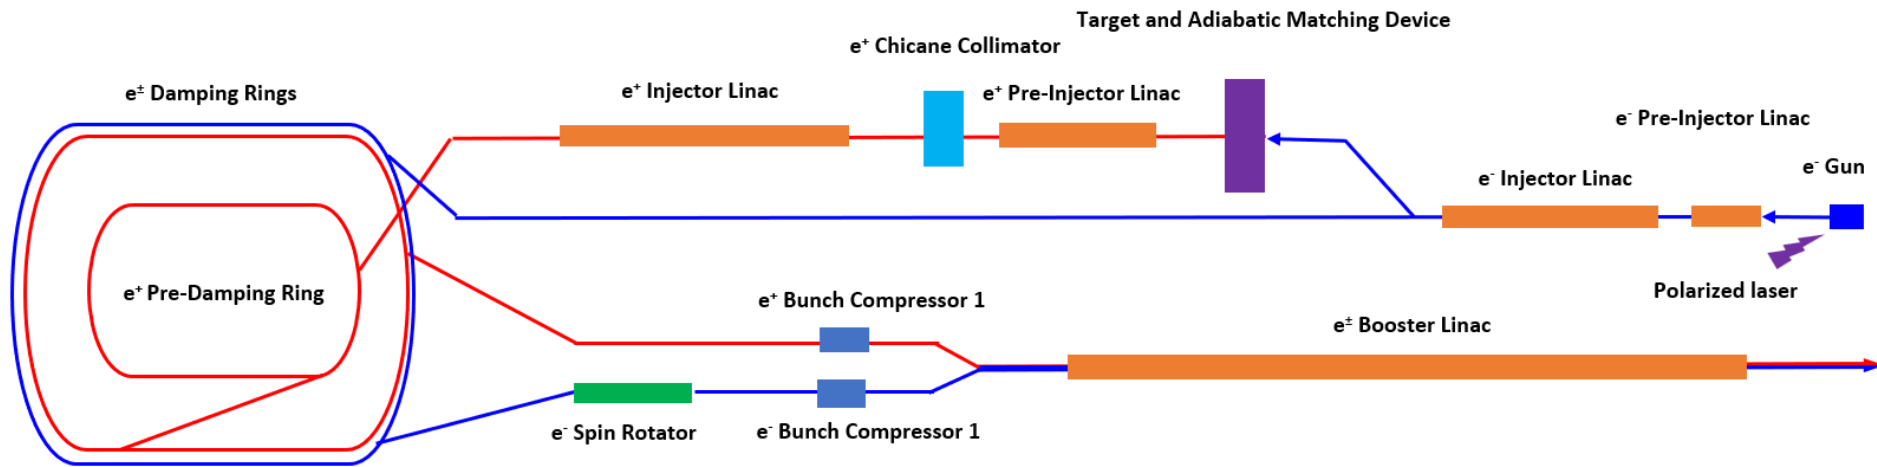 Target and Adiabatic Matching Device
e⁺ Chicane Collimator
e± Damping Rings
e⁺ Injector Linac
e⁺ Pre-Injector Linac
e⁻ Pre-Injector Linac
e⁻ Injector Linac
e⁻ Gun
e⁺ Pre-Damping Ring
Polarized laser
e⁺ Bunch Compressor 1
e± Booster Linac
e⁻ Spin Rotator
e⁻ Bunch Compressor 1